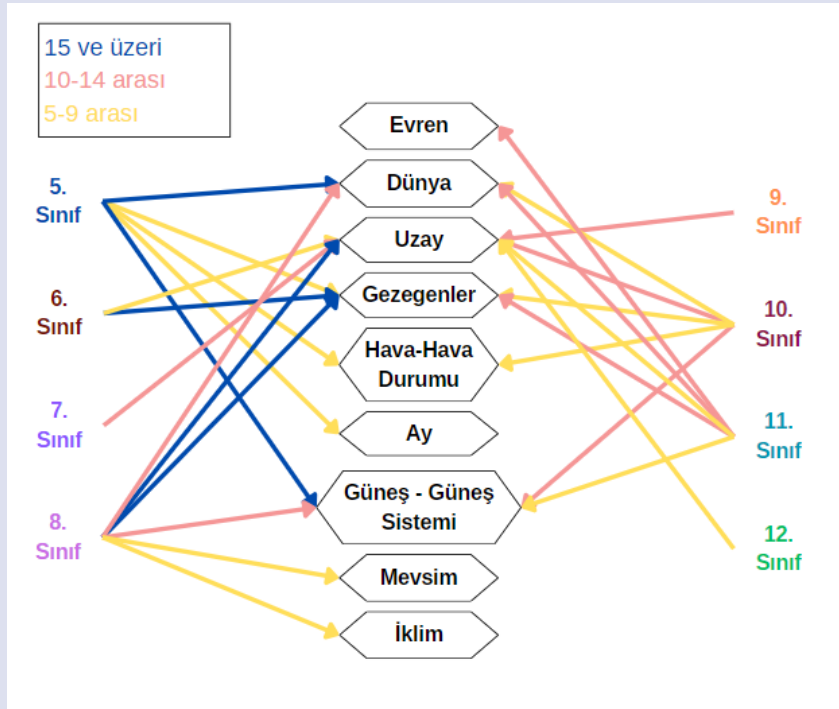 15 ve üzeri
10-14 arası
5-9 arası
5.
Sınıf
6.
Sınıf
7.
Sınıf
8.
Sınıf
Evren
Dünya
Uzay
Gezegenler
Hava-Hava
Durumu
Ay
Güneş - Güneş
Sistemi
Mevsim
İklim
9.
Sınıf
10.
Sınıf
11.
Sınıf
12.
Sınıf